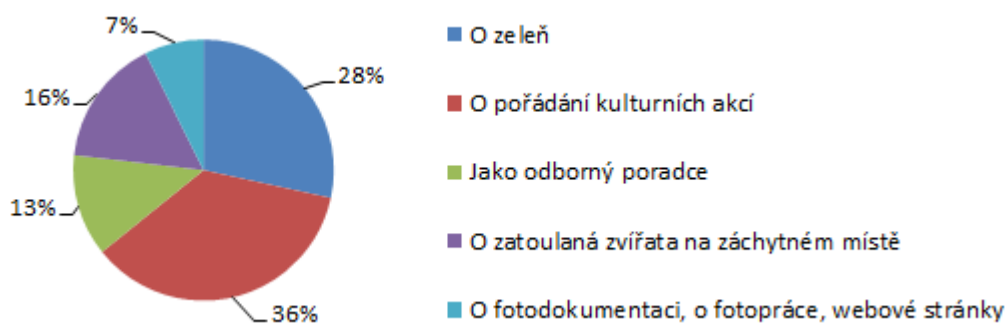 7%
28%
16%
13%
36%
O zeleň
O pořádání kulturních akcí
Jako odborný poradce
O zatoulaná zvířata na záchytném místě
O fotodokumentaci, o fotopráce, webové stránky